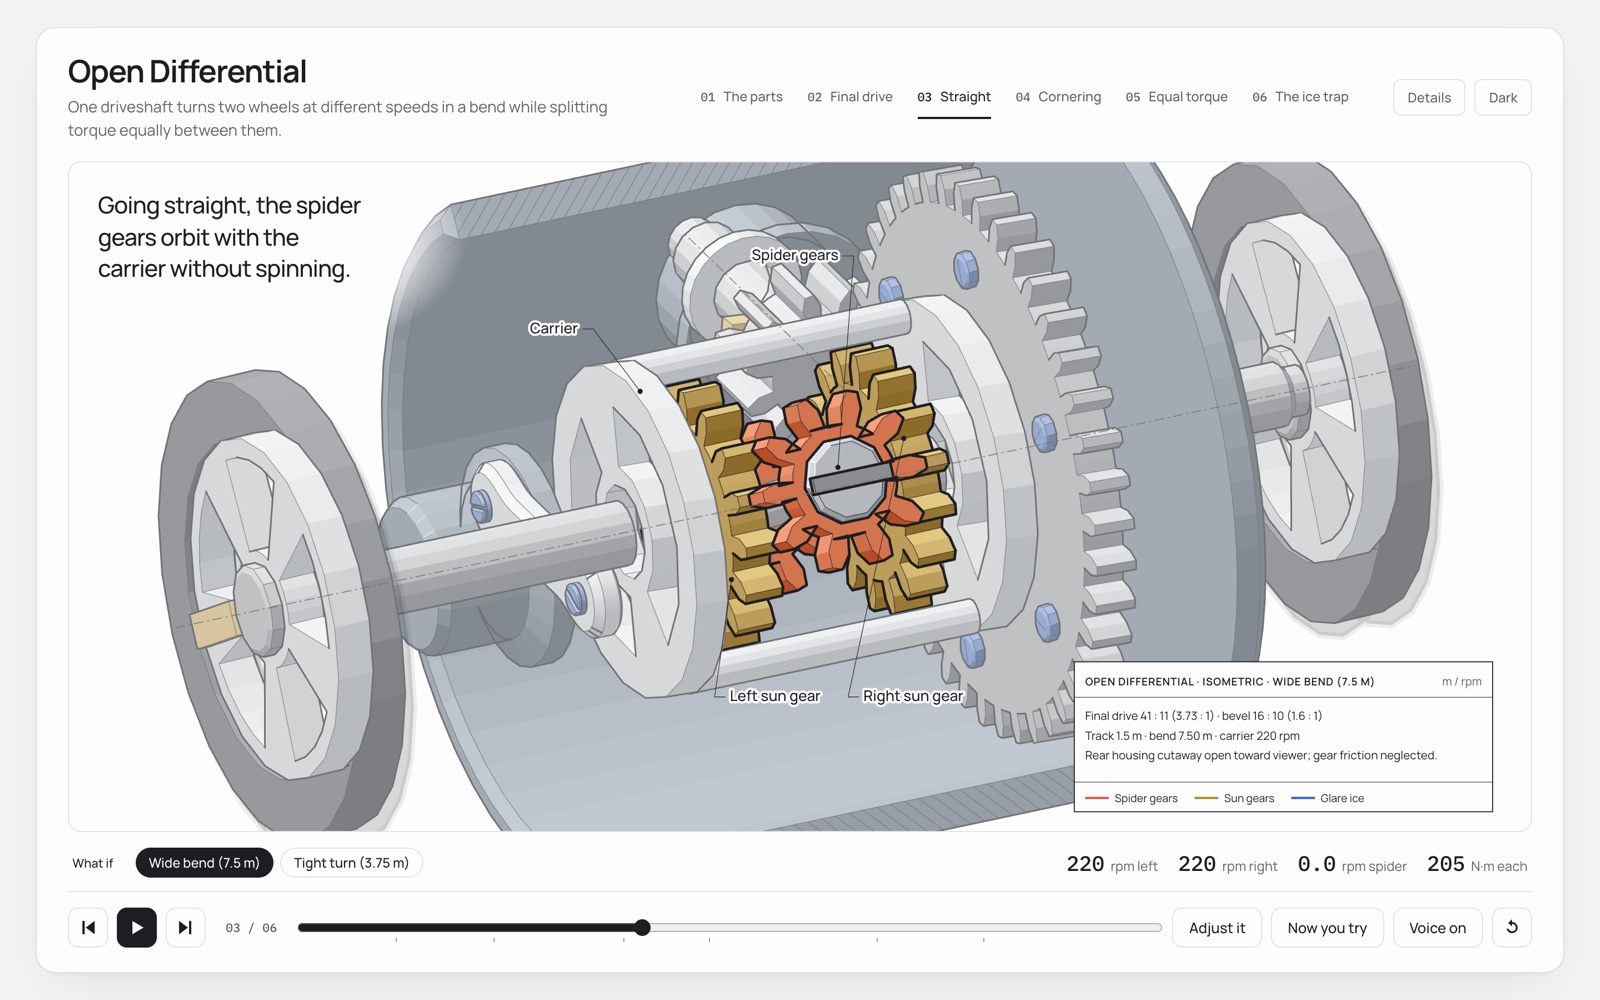 Open Differential
One driveshaft turns two wheels at different speeds in a bend while splitting
torque equally between them.
01 The parts
02 Final drive
03 Straight
04 Cornering
05 Equal torque
06 The ice trap
Details
Dark
Going straight, the spider
gears orbit with the
carrier without spinning.
Spider gears
Carrier
Left sun gear
Right sun gear
OPEN DIFFERENTIAL · ISOMETRIC · WIDE BEND (7.5 M)
m / rpm
Final drive 41 : 11 (3.73 : 1) · bevel 16 : 10 (1.6 : 1)
Track 1.5 m · bend 7.50 m · carrier 220 rpm
Rear housing cutaway open toward viewer; gear friction neglected.
Spider gears
Sun gears
Glare ice
What if
Wide bend (7.5 m)
Tight turn (3.75 m)
220 rpm left
220 rpm right
0.0 rpm spider
205 N·m each
03 / 06
Adjust it
Now you try
Voice on